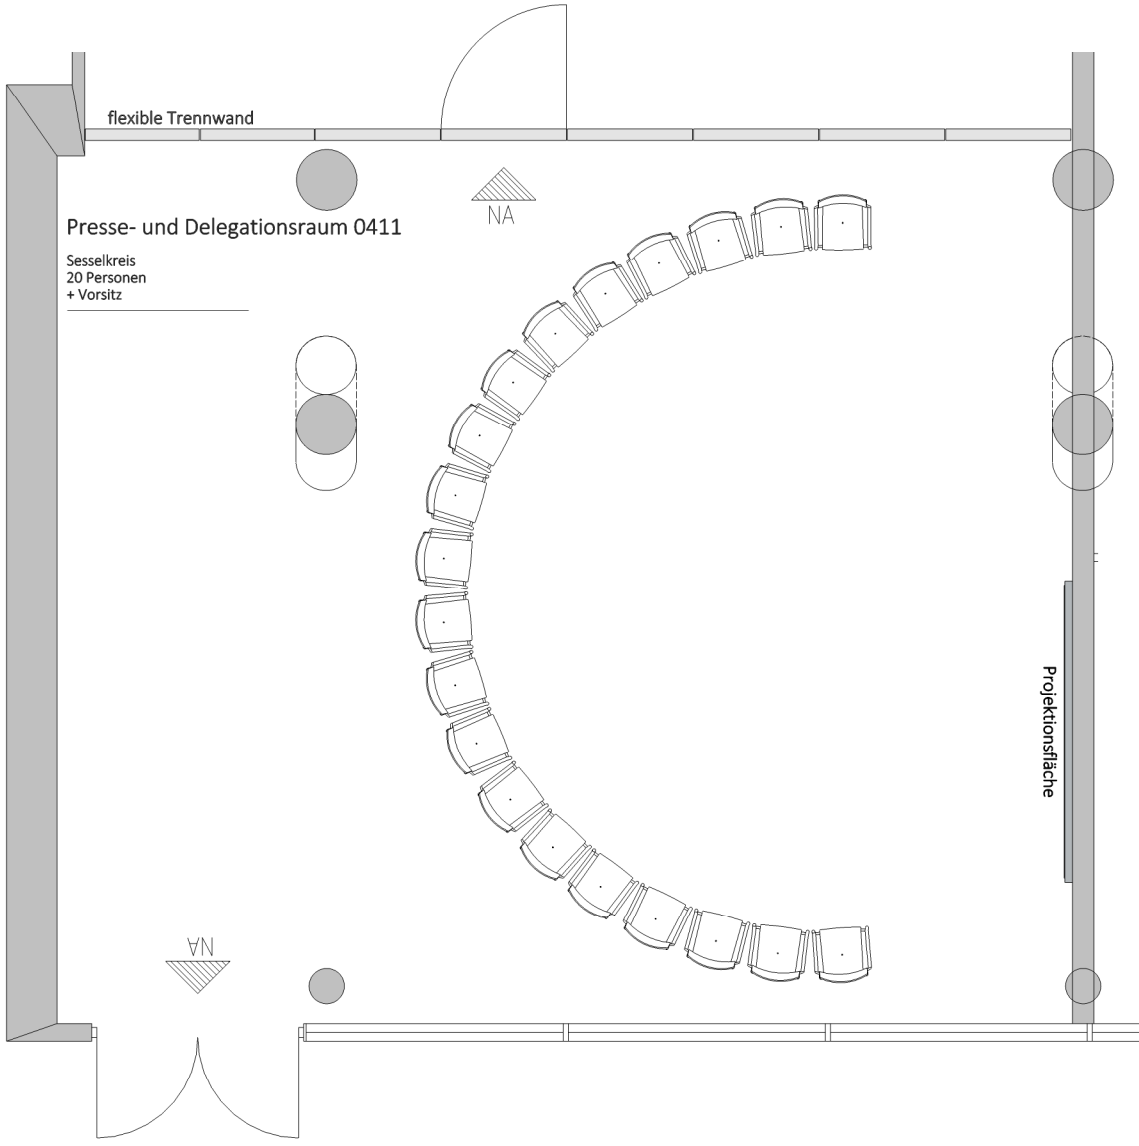 flexible Trennwand
NA
Presse- und Delegationsraum 0411
Sesselkreis
20 Personen
+ Vorsitz
Projektionsfläche
NA